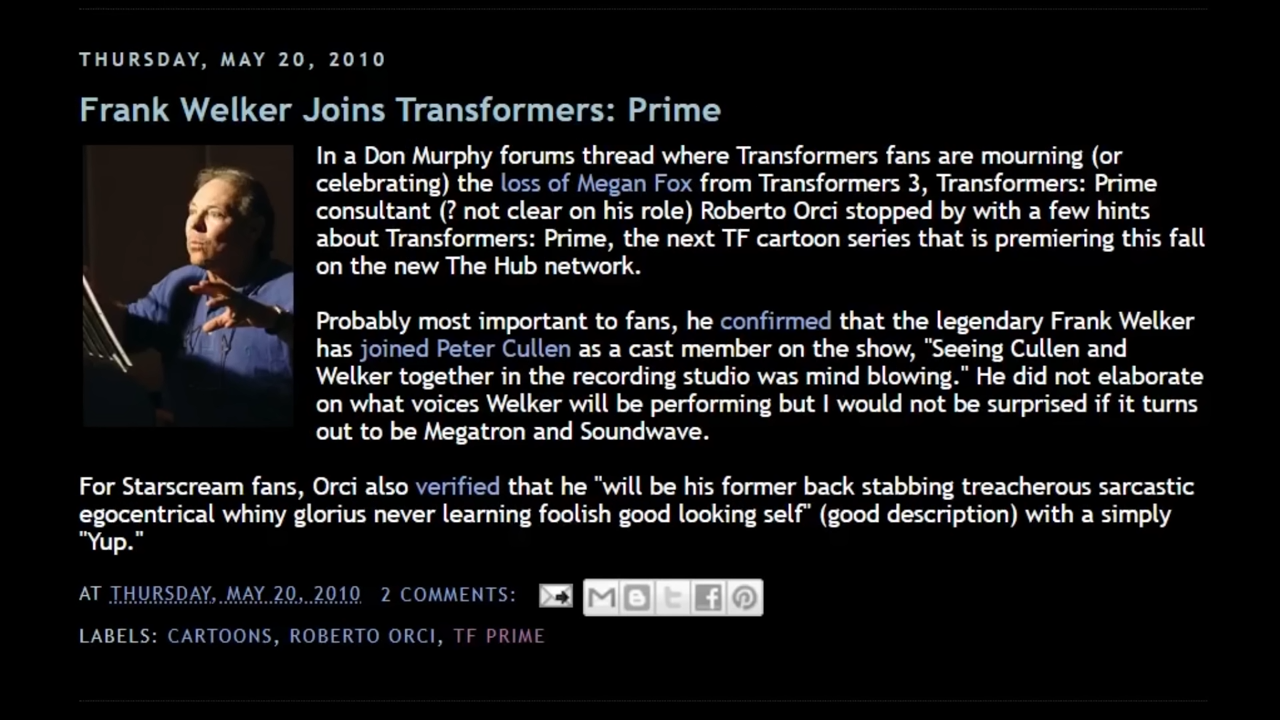 THURSDAY, MAY 20, 2010
Frank Welker Joins Transformers: Prime
In a Don Murphy forums thread where Transformers fans are mourning (or
celebrating) the loss of Megan Fox from Transformers 3, Transformers: Prime
consultant (? not clear on his role) Roberto Orci stopped by with a few hints
about Transformers: Prime, the next TF cartoon series that is premiering this fall
on the new The Hub network.
Probably most important to fans, he confirmed that the legendary Frank Welker
has joined Peter Cullen as a cast member on the show, "Seeing Cullen and
Welker together in the recording studio was mind blowing." He did not elaborate
on what voices Welker will be performing but I would not be surprised if it turns
out to be Megatron and Soundwave.
For Starscream fans, Orci also verified that he "will be his former back stabbing treacherous sarcastic
egocentrical whiny glorius never learning foolish good looking self" (good description) with a simply
"Yup."
AT THURSDAY, MAY 20, 2010 2 COMMENTS:
LABELS: CARTOONS, ROBERTO ORCI, TF PRIME